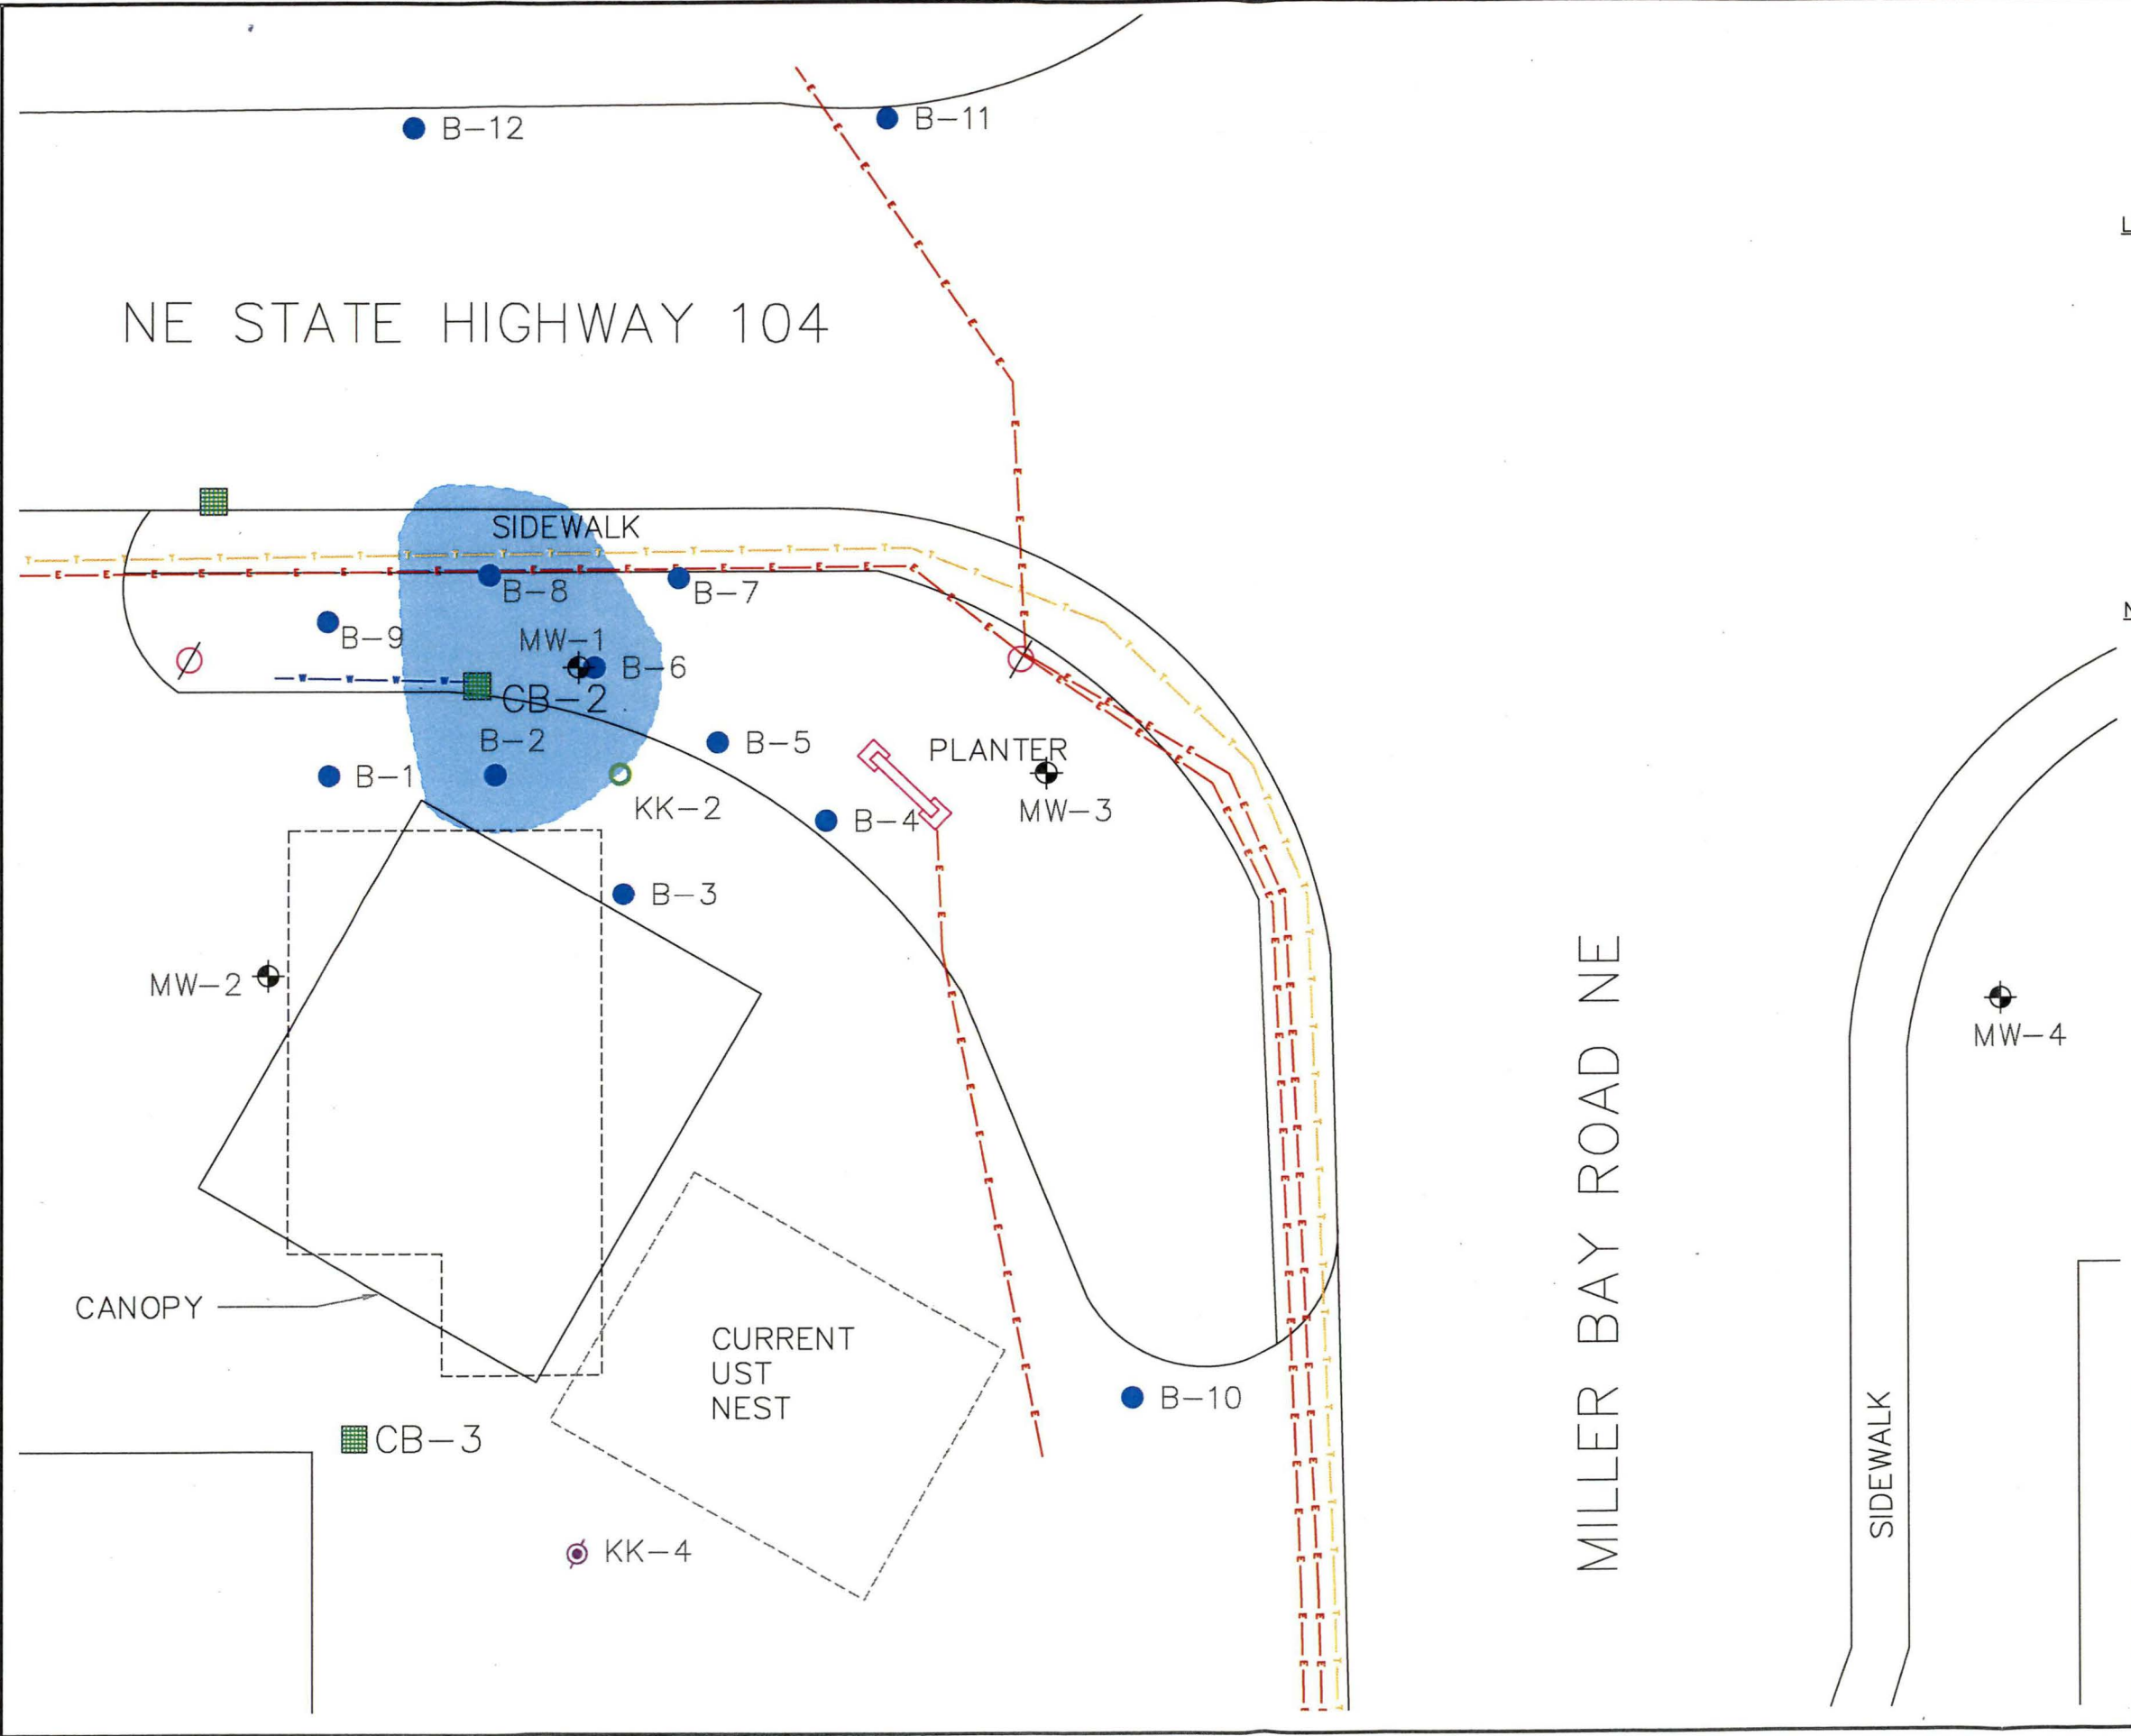 B-12
B-11
L
NE STATE HIGHWAY 104
SIDEWALK
B-8
B-7
N
B-9
MW-1
B-6
CB-2
B-2
B-5
PLANTER
B-1
KK-2
B-4
MW-3
B-3
MW-2
MW-4
MILLER BAY ROAD NE
CANOPY
CURRENT
UST
NEST
B-10
SIDEWALK
CB-3
KK-4